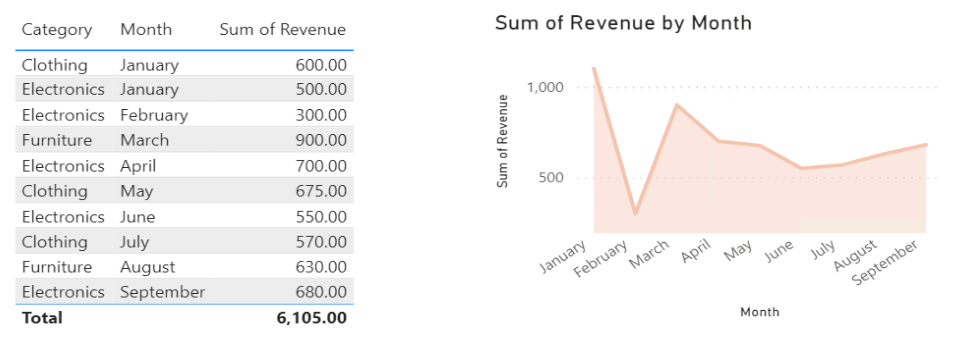 Category Month Sum of Revenue
Clothing January 600.00
Electronics January 500.00
Electronics February 300.00
Furniture March 900.00
Electronics April 700.00
Clothing May 675.00
Electronics June 550.00
Clothing July 570.00
Furniture August 630.00
Electronics September 680.00
Total 6,105.00
Sum of Revenue by Month
Sum of Revenue
1,000
500
January
February
March
April
May
June
July
August
September
Month